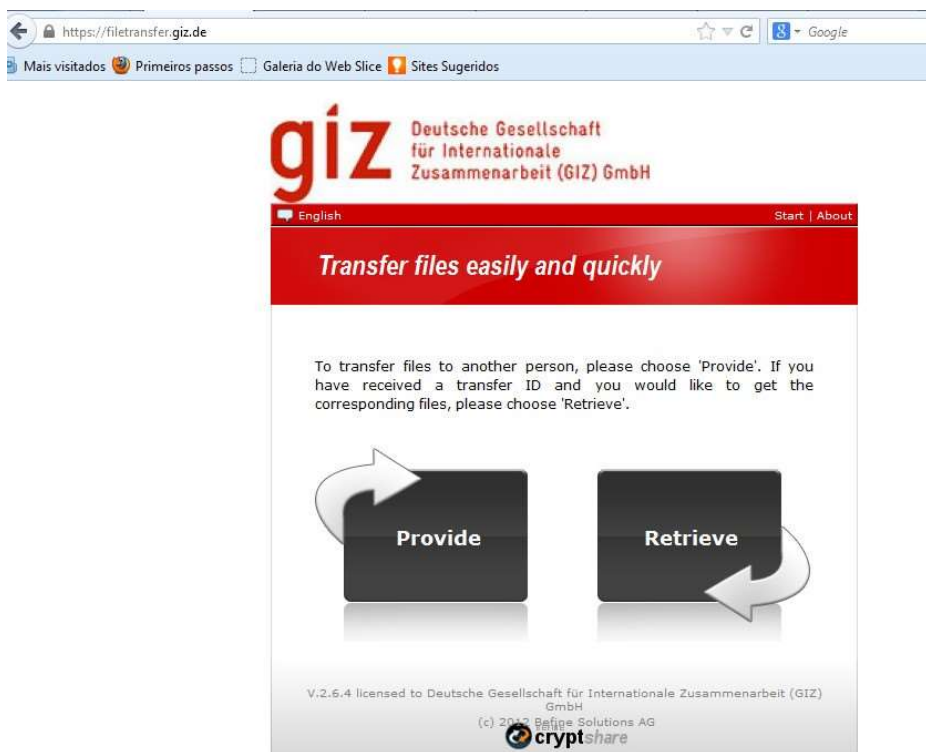 https://filetransfer.giz.de
Google
Mais visitados Primeiros passos Galeria do Web Slice Sites Sugeridos
giz Deutsche Gesellschaft
für Internationale
Zusammenarbeit (GIZ) GmbH
English Start | About
Transfer files easily and quickly
To transfer files to another person, please choose 'Provide'. If you
have received a transfer ID and you would like to get the
corresponding files, please choose 'Retrieve'.
Provide Retrieve
V.2.6.4 licensed to Deutsche Gesellschaft für Internationale Zusammenarbeit (GIZ)
GmbH
(c) 2012 Befine Solutions AG
cryptshare